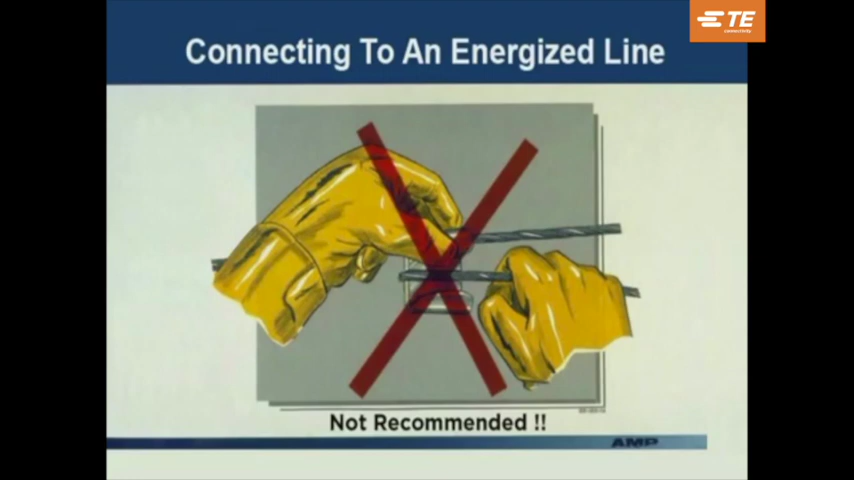 TE
connectivity
Connecting To An Energized Line
Not Recommended !!
AMP